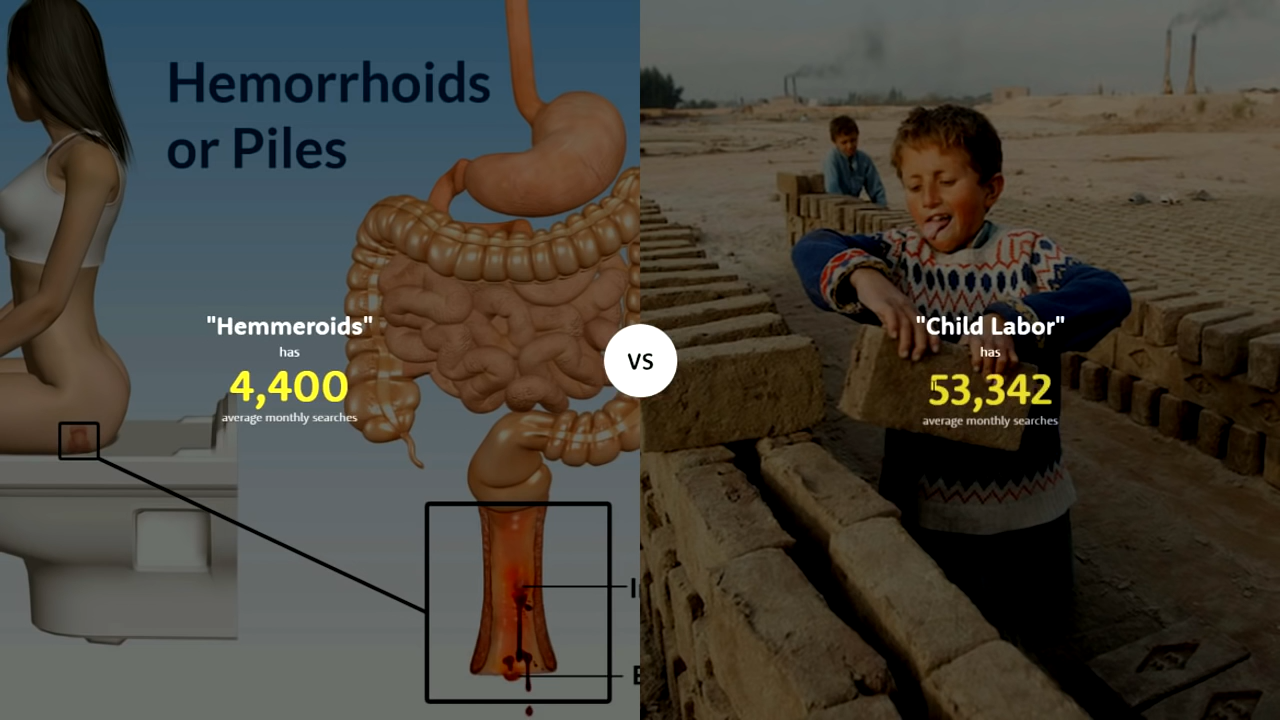 Hemorrhoids
or Piles
"Hemmeroids"
has
4,400
average monthly searches
VS
"Child Labor"
has
53,342
average monthly searches